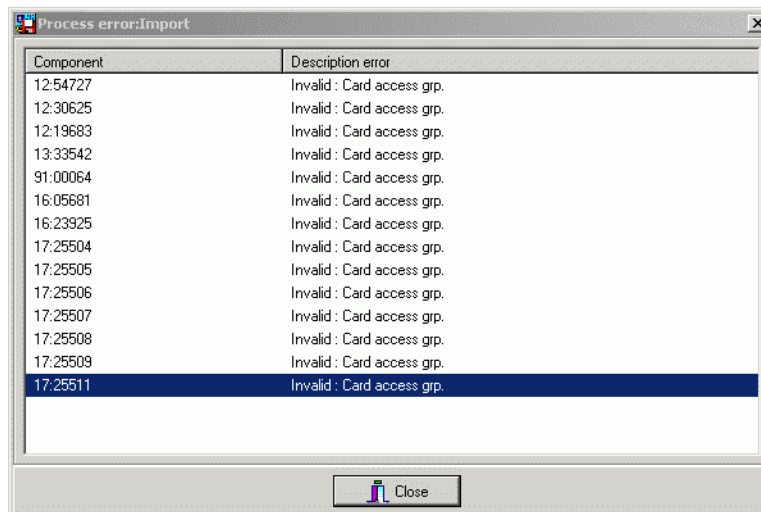 Process error:Import
Component Description error
12:54727 Invalid : Card access grp.
12:30625 Invalid : Card access grp.
12:19683 Invalid : Card access grp.
13:33542 Invalid : Card access grp.
91:00064 Invalid : Card access grp.
16:05681 Invalid : Card access grp.
16:23925 Invalid : Card access grp.
17:25504 Invalid : Card access grp.
17:25505 Invalid : Card access grp.
17:25506 Invalid : Card access grp.
17:25507 Invalid : Card access grp.
17:25508 Invalid : Card access grp.
17:25509 Invalid : Card access grp.
17:25511 Invalid : Card access grp.
Close